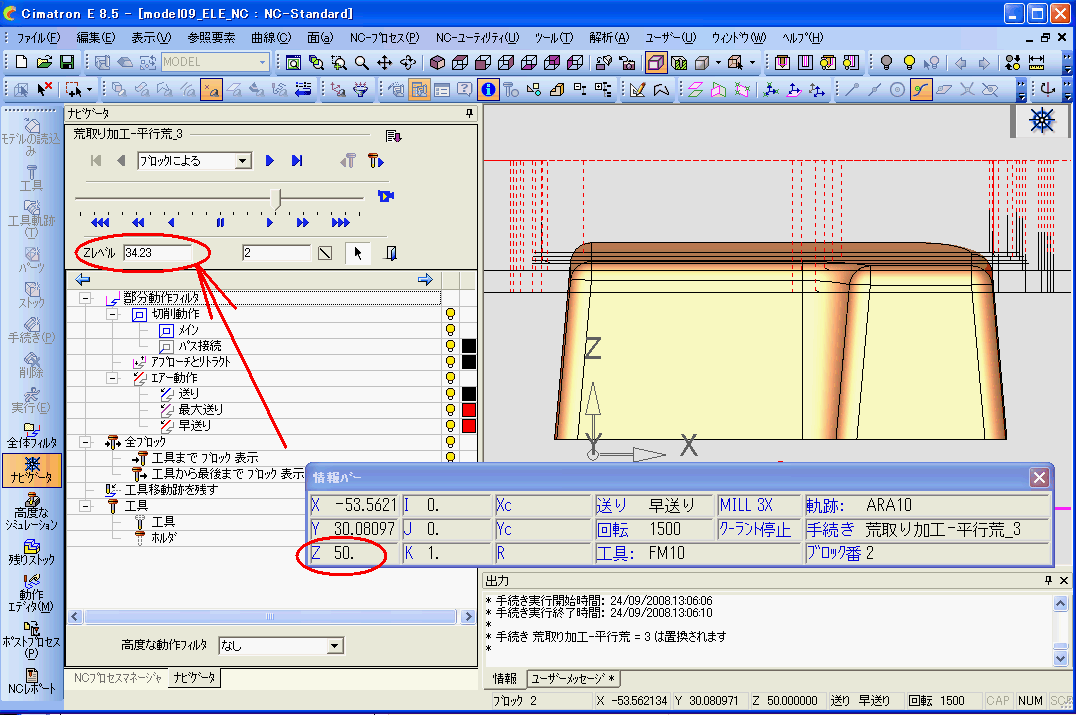 Cimatron E 8.5 - [model09_ELE_NC : NC-Standard]
ﾌｧｲﾙ(F) 編集(E) 表示(V) 参照要素 曲線(C) 面(a) NC-ﾌﾟﾛｾｽ(P) NC-ﾕｰﾃｨﾘﾃｨ(U) ﾂｰﾙ(T) 解析(A) ﾕｰｻﾞｰ(U) ｳｨﾝﾄﾞｳ(W) ﾍﾙﾌﾟ(H)
MODEL
ﾅﾋﾞｹﾞｰﾀ
荒取り加工-平行荒_3
ﾌﾞﾛｯｸによる
Zﾚﾍﾞﾙ 34.23 2
部分動作ﾌｨﾙﾀ
切削動作
ﾒｲﾝ
ﾊﾟｽ接続
ｱﾌﾟﾛｰﾁとﾘﾄﾗｸﾄ
ｴｱｰ動作
送り
最大送り
早送り
全ﾌﾞﾛｯｸ
工具まで ﾌﾞﾛｯｸ 表示
工具から最後まで ﾌﾞﾛｯｸ 表示
工具移動跡を残す
工具
工具
ﾎﾙﾀﾞ
高度な動作ﾌｨﾙﾀ なし
NCﾌﾟﾛｾｽﾏﾈｰｼﾞｬ ﾅﾋﾞｹﾞｰﾀ
ﾓﾃﾞﾙの読込み
工具
工具軌跡(T)
ﾊﾟｰﾂ
ｽﾄｯｸ
手続き(P)
削除
実行(E)
全体ﾌｨﾙﾀ
ﾅﾋﾞｹﾞｰﾀ
高度な ｼﾐｭﾚｰｼｮﾝ
残りｽﾄｯｸ
動作 ｴﾃﾞｨﾀ(M)
ﾎﾟｽﾄﾌﾟﾛｾｽ(P)
NCﾚﾎﾟｰﾄ
Z
Y X
情報ﾊﾞｰ
X -53.5621 I 0. Xc 送り 早送り MILL 3X 軌跡: ARA10
Y 30.08097 J 0. Yc 回転 1500 ｸｰﾗﾝﾄ停止 手続き 荒取り加工-平行荒_3
Z 50. K 1. R 工具: FM10 ﾌﾞﾛｯｸ番 2
出力
* 手続き実行開始時間: 24/09/2008.13:06:06
* 手続き実行終了時間: 24/09/2008.13:06:10
*
* 手続き 荒取り加工-平行荒 = 3 は置換されます
*
情報 ﾕｰｻﾞｰﾒｯｾｰｼﾞ *
ﾌﾞﾛｯｸ 2 X -53.562134 Y 30.080971 Z 50.000000 送り 早送り 回転 1500 CAP NUM